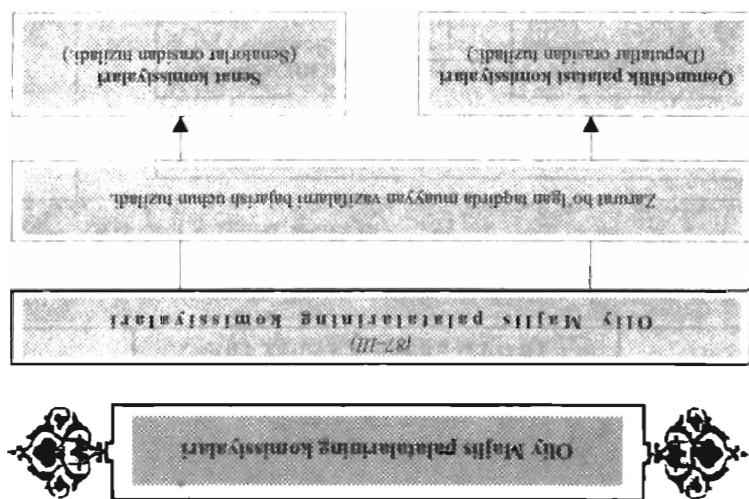 Oliy Majlis palatalarining komissiyalari
(87-III)
Oliy Majlis palatalarining komissiyalari
Zarurat bo'lgan taqdirda muayyan vazifalarni bajarish uchun tuziladi.
Qonunchilik palatasi komissiyalari
(Deputatlar orasidan tuziladi.)
Senat komissiyalari
(Senatorlar orasidan tuziladi.)